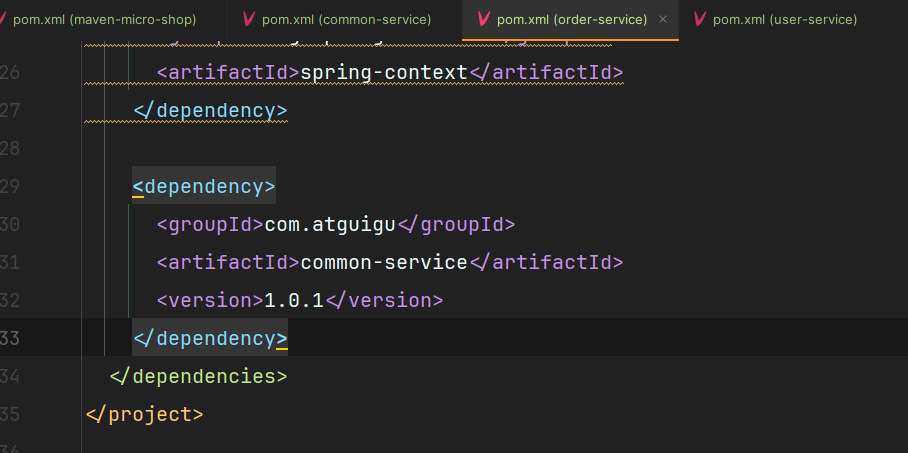 pom.xml (maven-micro-shop) pom.xml (common-service) pom.xml (order-service) × pom.xml (user-service)
26 <artifactId>spring-context</artifactId>
27 </dependency>
28
29 <dependency>
30 <groupId>com.atguigu</groupId>
31 <artifactId>common-service</artifactId>
32 <version>1.0.1</version>
33 </dependency>
34 </dependencies>
35 </project>
36